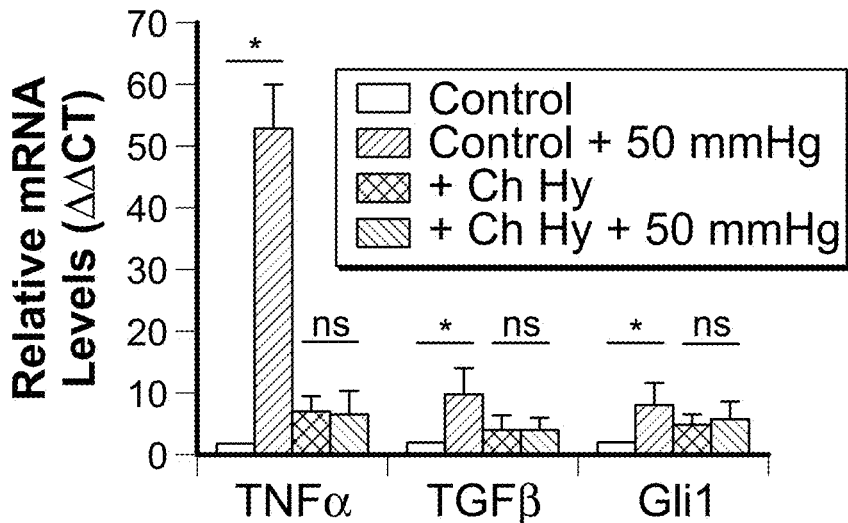 Relative mRNA
Levels (ΔΔCT)
70
60
50
40
30
20
10
0
*
Control
Control + 50 mmHg
+ Ch Hy
+ Ch Hy + 50 mmHg
ns
* ns
* ns
TNFα TGFβ Gli1